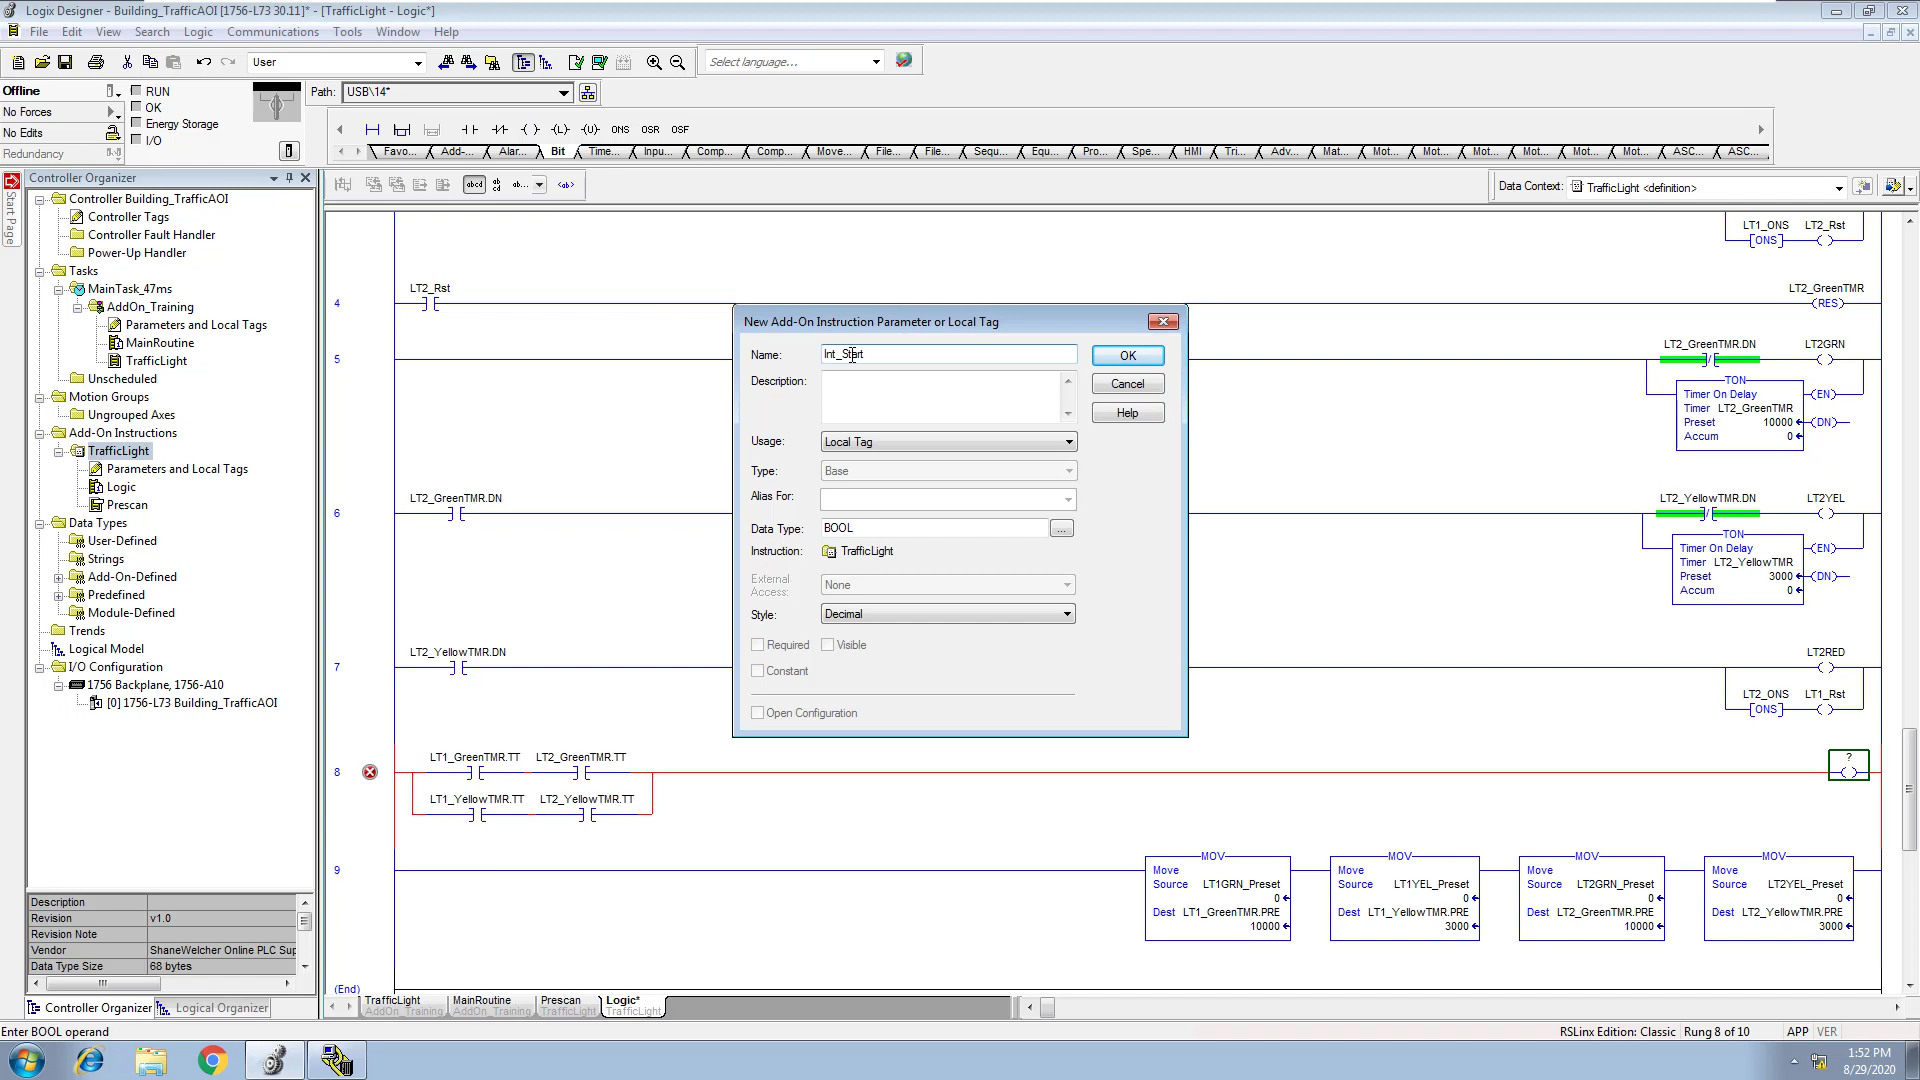 Logix Designer - Building_TrafficAOI [1756-L73 30.11]* - [TrafficLight - Logic*]
File Edit View Search Logic Communications Tools Window Help
User
Select language...
Offline
RUN
Path: USB\14*
No Forces
OK
No Edits
Energy Storage
Redundancy
I/O
ONS OSR OSF
Favo... Add-... Alar... Bit Time... Inpu... Comp... Comp... Move... File... File... Sequ... Equ... Pro... Spe... HMI Tri... Adv... Mat... Mot... Mot... Mot... Mot... Mot... Mot... ASC... ASC...
Start Page
Controller Organizer
abcd ab cd ab... <ab>
Data Context: TrafficLight <definition>
Controller Building_TrafficAOI
Controller Tags
Controller Fault Handler
Power-Up Handler
Tasks
MainTask_47ms
AddOn_Training
Parameters and Local Tags
MainRoutine
TrafficLight
Unscheduled
Motion Groups
Ungrouped Axes
Add-On Instructions
TrafficLight
Parameters and Local Tags
Logic
Prescan
Data Types
User-Defined
Strings
Add-On-Defined
Predefined
Module-Defined
Trends
Logical Model
I/O Configuration
1756 Backplane, 1756-A10
[0] 1756-L73 Building_TrafficAOI
Description
Revision v1.0
Revision Note
Vendor ShaneWelcher Online PLC Sup
Data Type Size 68 bytes
Controller Organizer Logical Organizer
LT1_ONS LT2_Rst
ONS
4 LT2_Rst LT2_GreenTMR
RES
5 LT2_GreenTMR.DN LT2GRN
TON
Timer On Delay EN
Timer LT2_GreenTMR
Preset 10000 DN
Accum 0
6 LT2_GreenTMR.DN LT2_YellowTMR.DN LT2YEL
TON
Timer On Delay EN
Timer LT2_YellowTMR
Preset 3000 DN
Accum 0
7 LT2_YellowTMR.DN LT2RED
LT2_ONS LT1_Rst
ONS
8 LT1_GreenTMR.TT LT2_GreenTMR.TT ?
LT1_YellowTMR.TT LT2_YellowTMR.TT
9 MOV MOV MOV MOV
Move Move Move Move
Source LT1GRN_Preset Source LT1YEL_Preset Source LT2GRN_Preset Source LT2YEL_Preset
0 0 0 0
Dest LT1_GreenTMR.PRE Dest LT1_YellowTMR.PRE Dest LT2_GreenTMR.PRE Dest LT2_YellowTMR.PRE
10000 3000 10000 3000
(End)
New Add-On Instruction Parameter or Local Tag
Name: Int_Start OK
Description: Cancel
Help
Usage: Local Tag
Type: Base
Alias For:
Data Type: BOOL ...
Instruction: TrafficLight
External Access: None
Style: Decimal
Required Visible
Constant
Open Configuration
TrafficLight MainRoutine Prescan Logic*
AddOn_Training AddOn_Training TrafficLight TrafficLight
Enter BOOL operand
RSLinx Edition: Classic Rung 8 of 10 APP VER
1:52 PM
8/29/2020